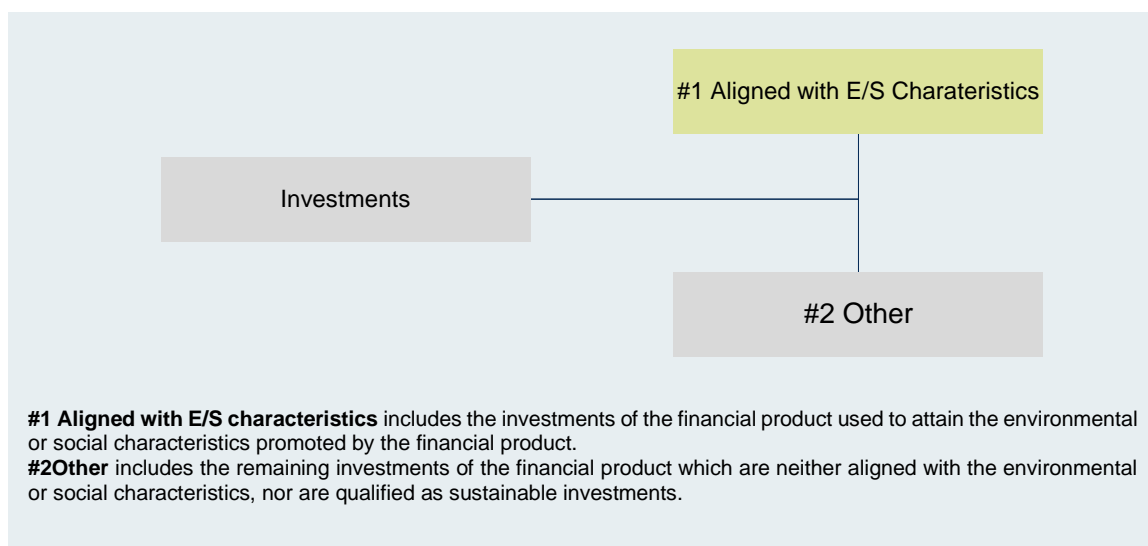 #1 Aligned with E/S Charateristics
Investments
#2 Other
#1 Aligned with E/S characteristics includes the investments of the financial product used to attain the environmental
or social characteristics promoted by the financial product.
#2Other includes the remaining investments of the financial product which are neither aligned with the environmental
or social characteristics, nor are qualified as sustainable investments.